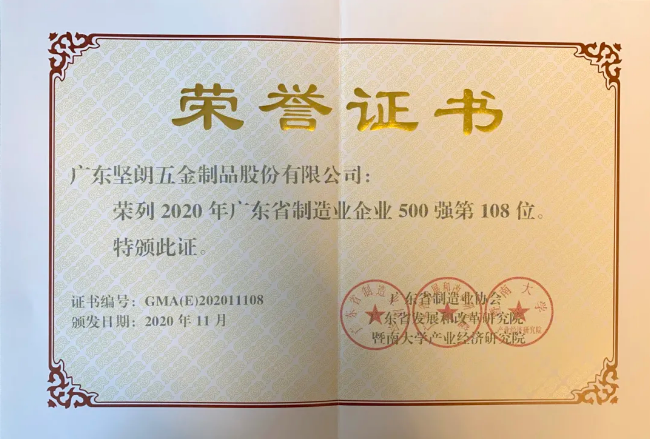 荣誉证书
广东坚朗五金制品股份有限公司：
荣列2020年广东省制造业企业500强第108位。
特颁此证。
证书编号：GMA(E)202011108
颁发日期：2020年11月
广东省制造业协会
广东省发展和改革研究院
暨南大学产业经济研究院